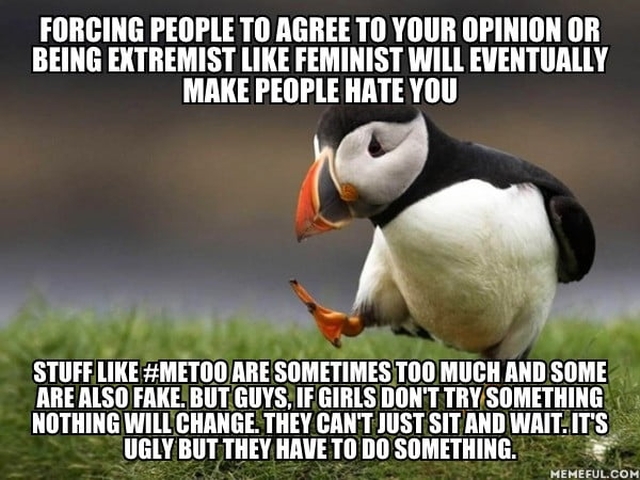 FORCING PEOPLE TO AGREE TO YOUR OPINION OR
BEING EXTREMIST LIKE FEMINIST WILL EVENTUALLY
MAKE PEOPLE HATE YOU
STUFF LIKE #METOO ARE SOMETIMES TOO MUCH AND SOME
ARE ALSO FAKE. BUT GUYS, IF GIRLS DON'T TRY SOMETHING
NOTHING WILL CHANGE. THEY CAN'T JUST SIT AND WAIT. IT'S
UGLY BUT THEY HAVE TO DO SOMETHING.
MEMEFUL.COM